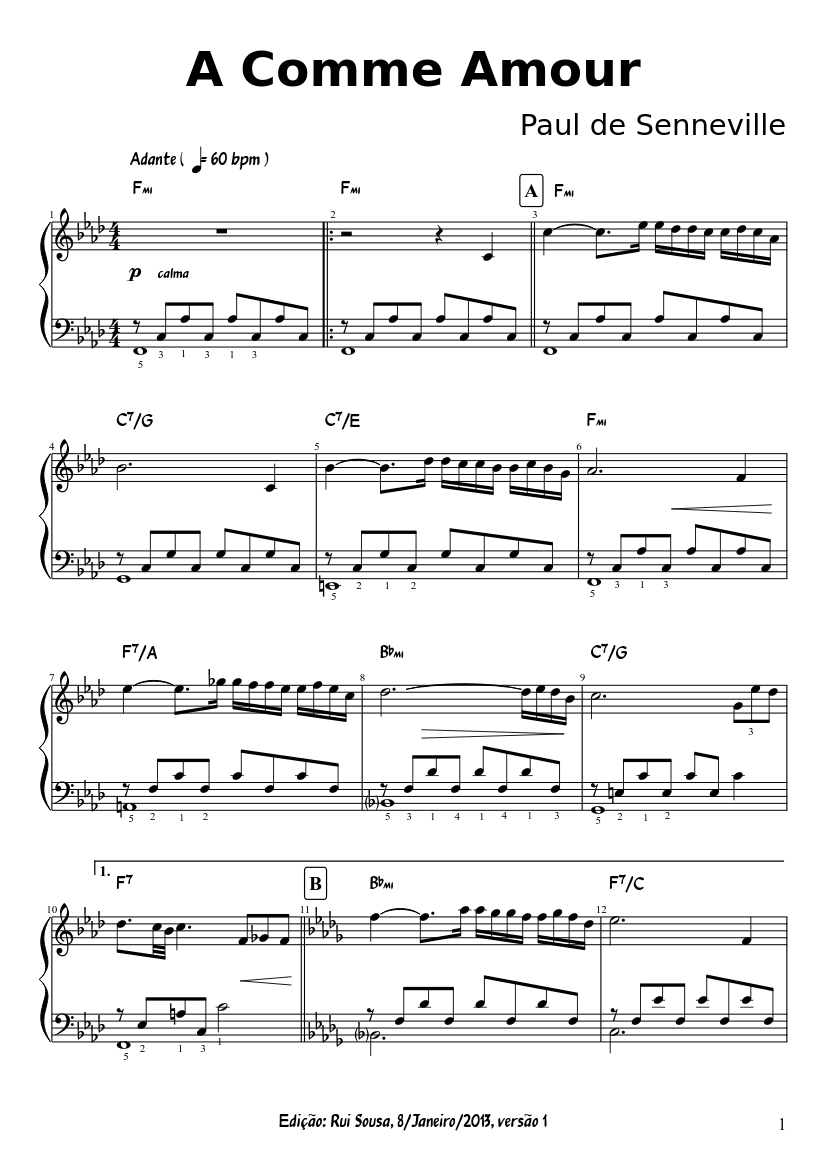 A Comme Amour
Paul de Senneville
Adante ( ♩= 60 bpm )
Fmi Fmi A Fmi
1 2 3
p calma
5 3 1 3 1 3
C7/G C7/E Fmi
4 5 6
5 2 1 2 5 3 1 3
F7/A Bbmi C7/G
7 8 9
3
5 2 1 2 5 3 1 4 1 4 1 3 5 2 1 2
1. F7 B Bbmi F7/C
10 11 12
5 2 1 3 1
Edição: Rui Sousa, 8/Janeiro/2013, versão 1
1